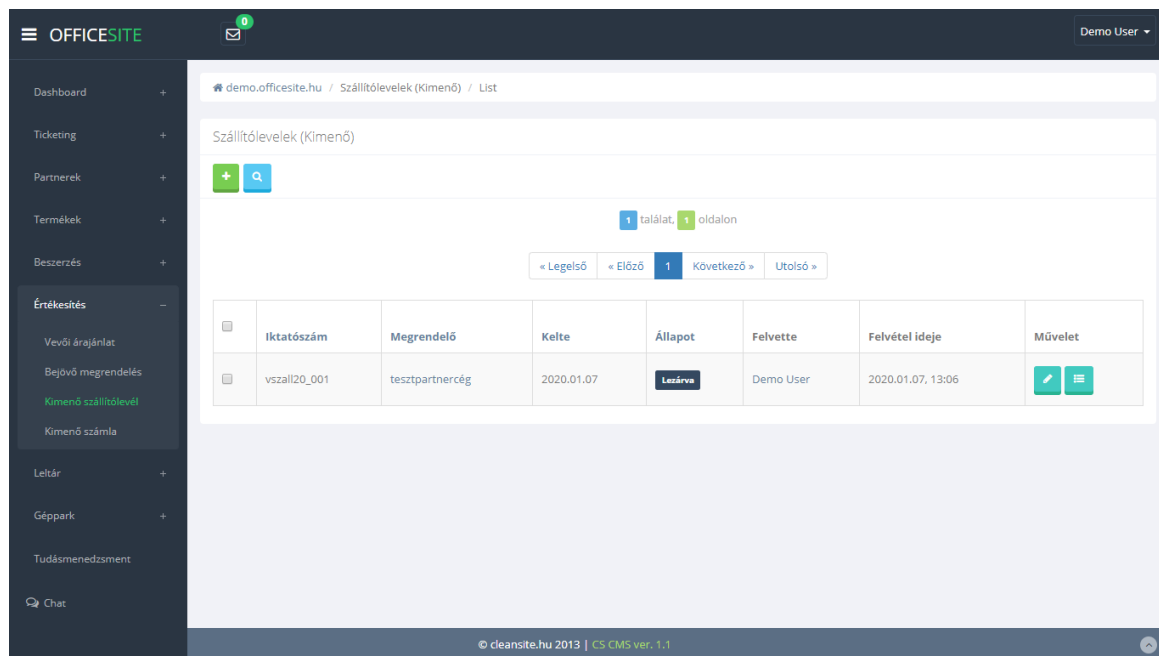 OFFICESITE
0
Demo User
Dashboard +
Ticketing +
Partnerek +
Termékek +
Beszerzés +
Értékesítés −
Vevői árajánlat
Bejövő megrendelés
Kimenő szállítólevél
Kimenő számla
Leltár +
Géppark +
Tudásmenedzsment
Chat
demo.officesite.hu / Szállítólevelek (Kimenő) / List
Szállítólevelek (Kimenő)
1 találat, 1 oldalon
« Legelső « Előző 1 Következő » Utolsó »
Iktatószám Megrendelő Kelte Állapot Felvette Felvétel ideje Művelet
vszall20_001 tesztpartnercég 2020.01.07 Lezárva Demo User 2020.01.07, 13:06
© cleansite.hu 2013 | CS CMS ver. 1.1